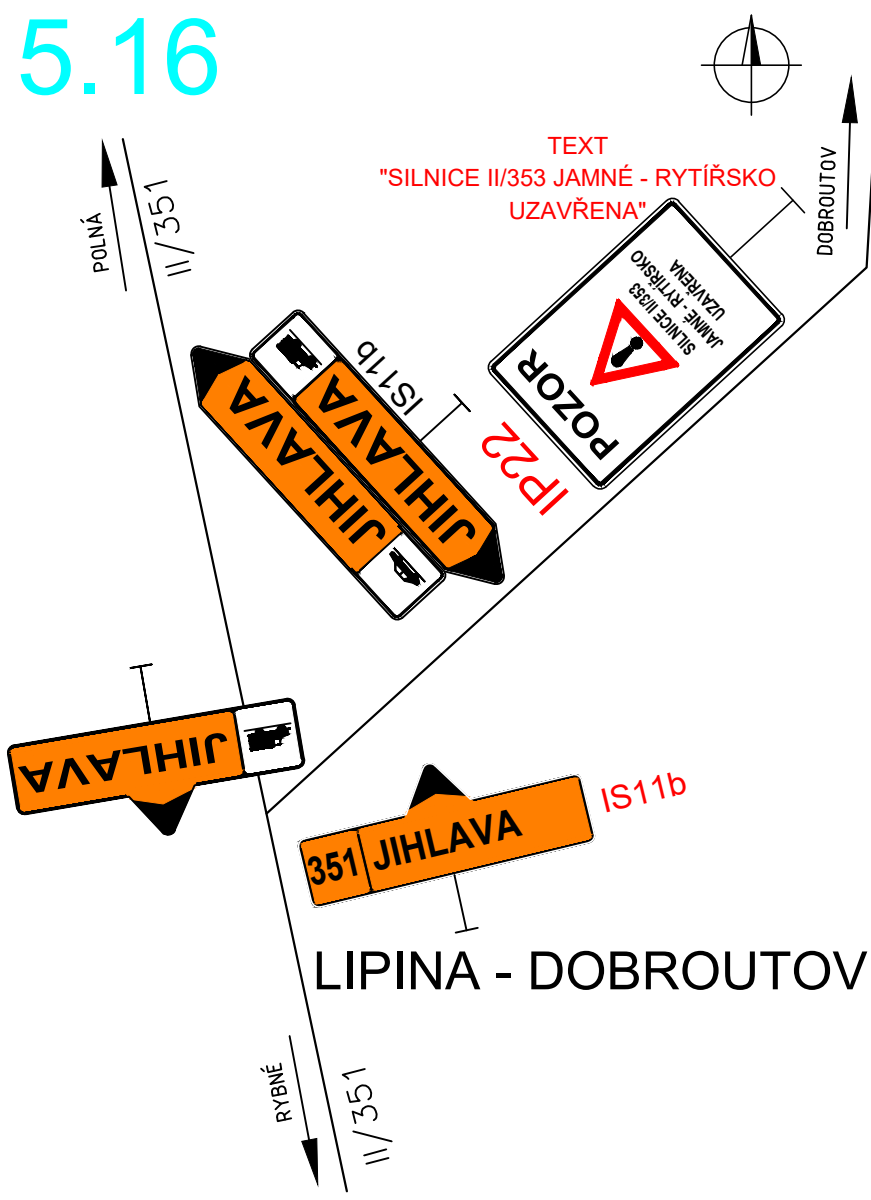 5.16
TEXT
"SILNICE II/353 JAMNÉ - RYTÍŘSKO
UZAVŘENA"
DOBROUTOV
POLNÁ
II/351
POZOR
SILNICE II/353
JAMNÉ - RYTÍŘSKO
UZAVŘENA
IP22
IS11b
JIHLAVA
JIHLAVA
JIHLAVA
351 JIHLAVA
IS11b
LIPINA - DOBROUTOV
RYBNÉ
II/351